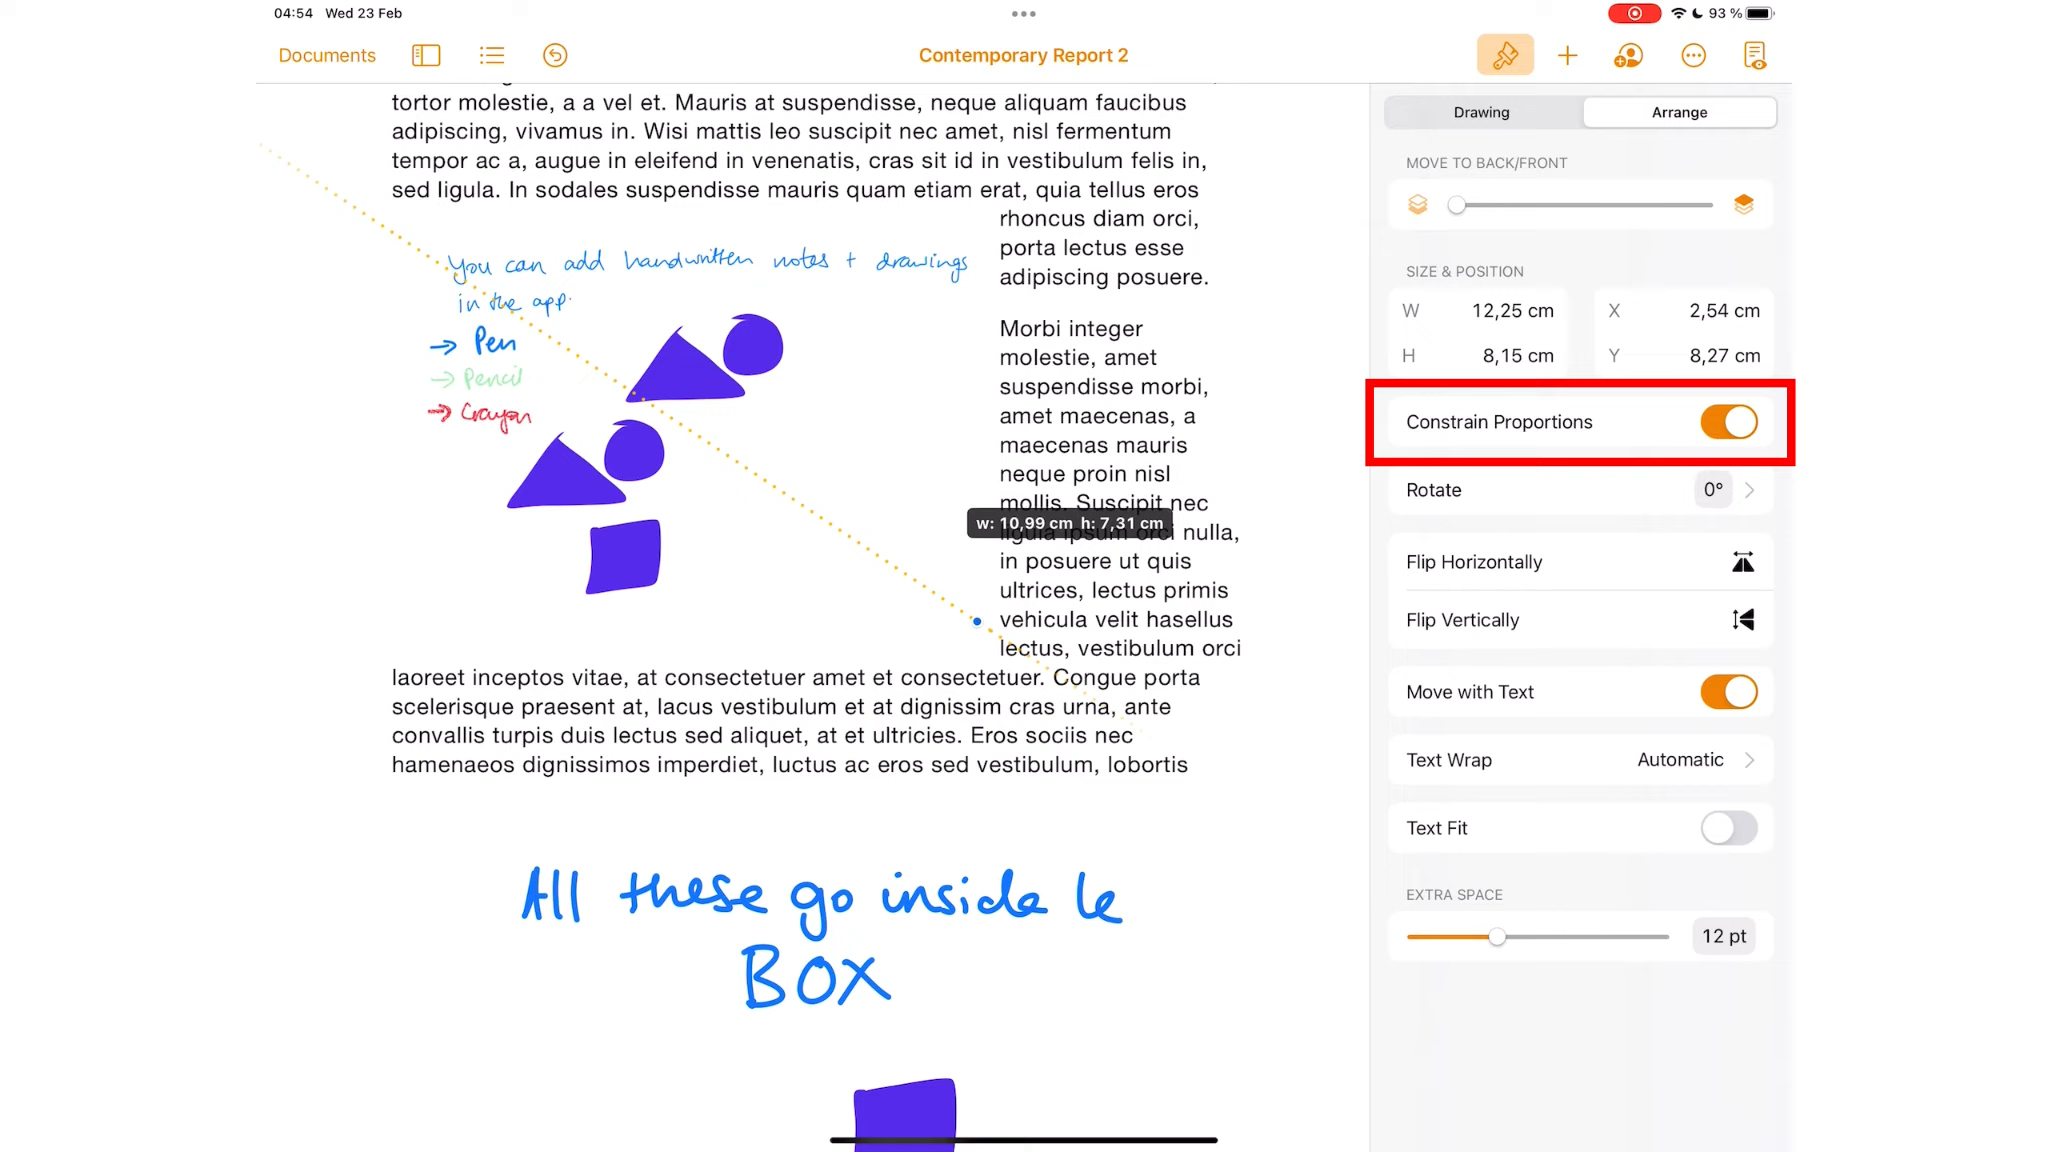 04:54 Wed 23 Feb
93 %
Documents
Contemporary Report 2
tortor molestie, a a vel et. Mauris at suspendisse, neque aliquam faucibus
adipiscing, vivamus in. Wisi mattis leo suscipit nec amet, nisl fermentum
tempor ac a, augue in eleifend in venenatis, cras sit id in vestibulum felis in,
sed ligula. In sodales suspendisse mauris quam etiam erat, quia tellus eros
rhoncus diam orci,
porta lectus esse
adipiscing posuere.
You can add handwritten notes + drawings
in the app.
→ Pen
→ Pencil
→ Crayon
Morbi integer
molestie, amet
suspendisse morbi,
amet maecenas, a
maecenas mauris
neque proin nisl
mollis. Suscipit nec
w: 10,99 cm h: 7,31 cm
ligula ipsum orci nulla,
in posuere ut quis
ultrices, lectus primis
vehicula velit hasellus
lectus, vestibulum orci
laoreet inceptos vitae, at consectetuer amet et consectetuer. Congue porta
scelerisque praesent at, lacus vestibulum et at dignissim cras urna, ante
convallis turpis duis lectus sed aliquet, at et ultricies. Eros sociis nec
hamenaeos dignissimos imperdiet, luctus ac eros sed vestibulum, lobortis
All these go inside le
BOX
Drawing Arrange
MOVE TO BACK/FRONT
SIZE & POSITION
W 12,25 cm X 2,54 cm
H 8,15 cm Y 8,27 cm
Constrain Proportions
Rotate 0°
Flip Horizontally
Flip Vertically
Move with Text
Text Wrap Automatic
Text Fit
EXTRA SPACE
12 pt